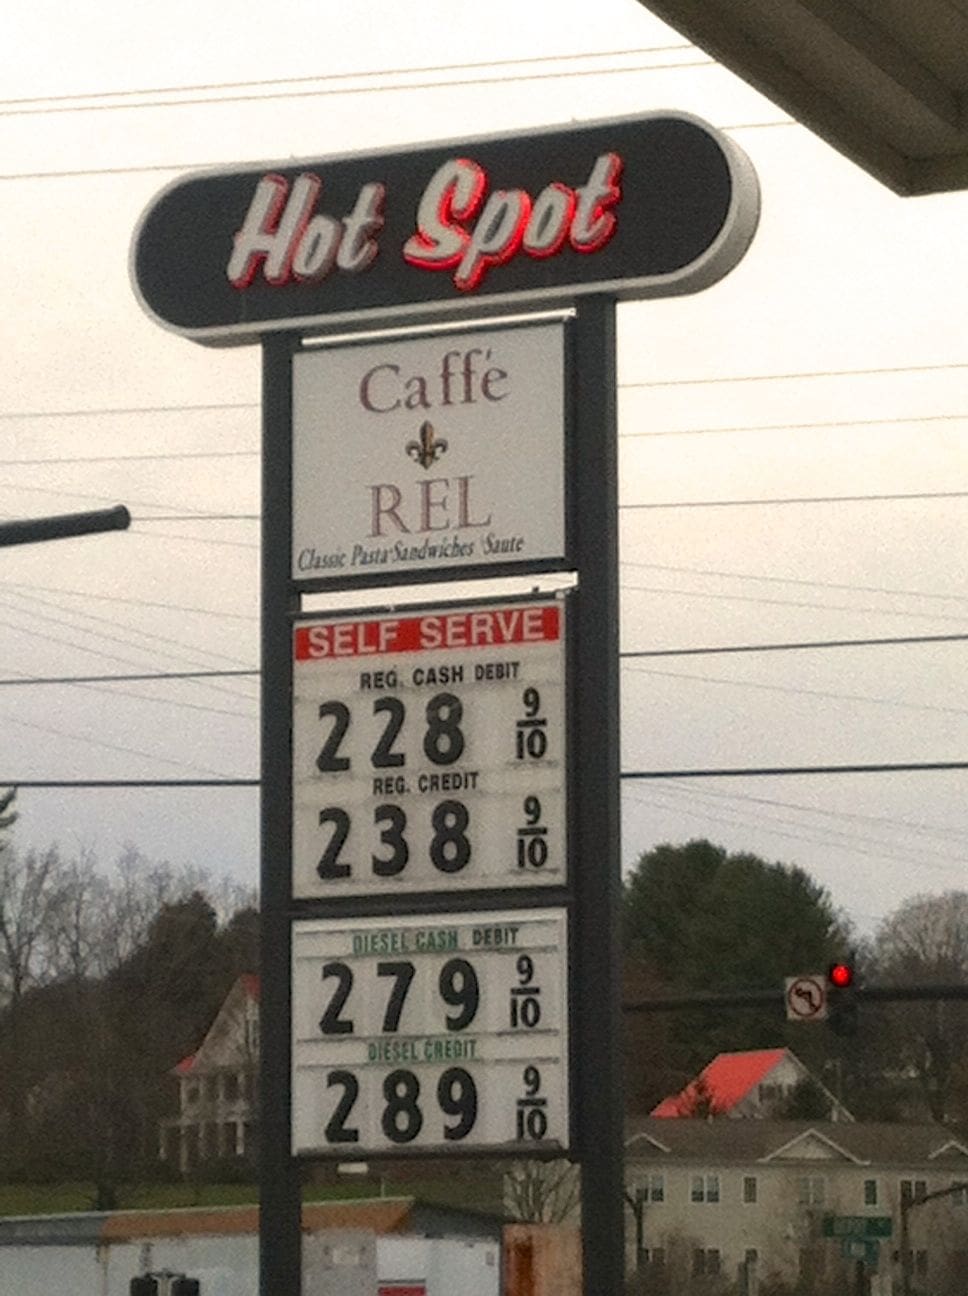 Hot Spot
Caffé
REL
Classic Pasta Sandwiches Saute
SELF SERVE
REG. CASH DEBIT
228 9/10
REG. CREDIT
238 9/10
DIESEL CASH DEBIT
279 9/10
DIESEL CREDIT
289 9/10